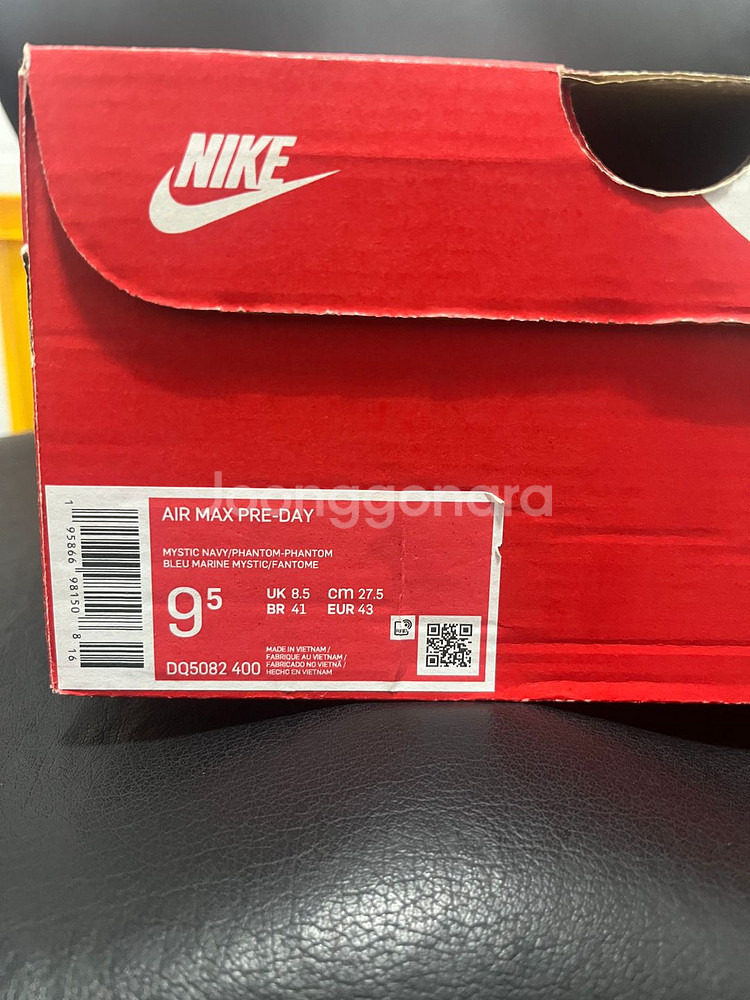 NIKE
Joonggonara
AIR MAX PRE-DAY
MYSTIC NAVY/PHANTOM-PHANTOM
BLEU MARINE MYSTIC/FANTOME
9⁵
UK 8.5 cm 27.5
BR 41 EUR 43
DQ5082 400
MADE IN VIETNAM /
FABRIQUE AU VIETNAM /
FABRICADO NO VIETNÃ /
HECHO EN VIETNAM
RFID
1 95866 98150 8 16